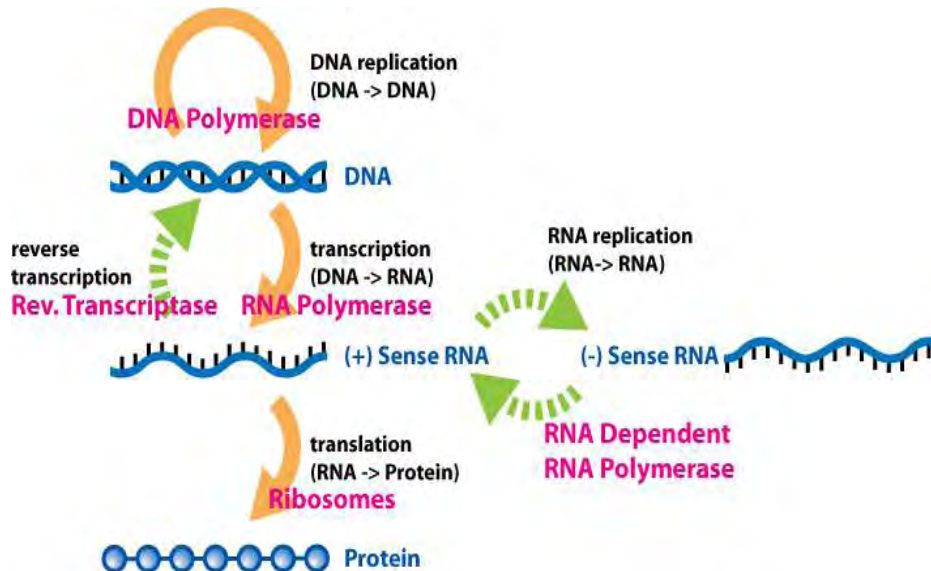 DNA replication
(DNA -> DNA)
DNA Polymerase
DNA
reverse
transcription
Rev. Transcriptase
transcription
(DNA -> RNA)
RNA Polymerase
RNA replication
(RNA-> RNA)
(+) Sense RNA
(-) Sense RNA
RNA Dependent
RNA Polymerase
translation
(RNA -> Protein)
Ribosomes
Protein